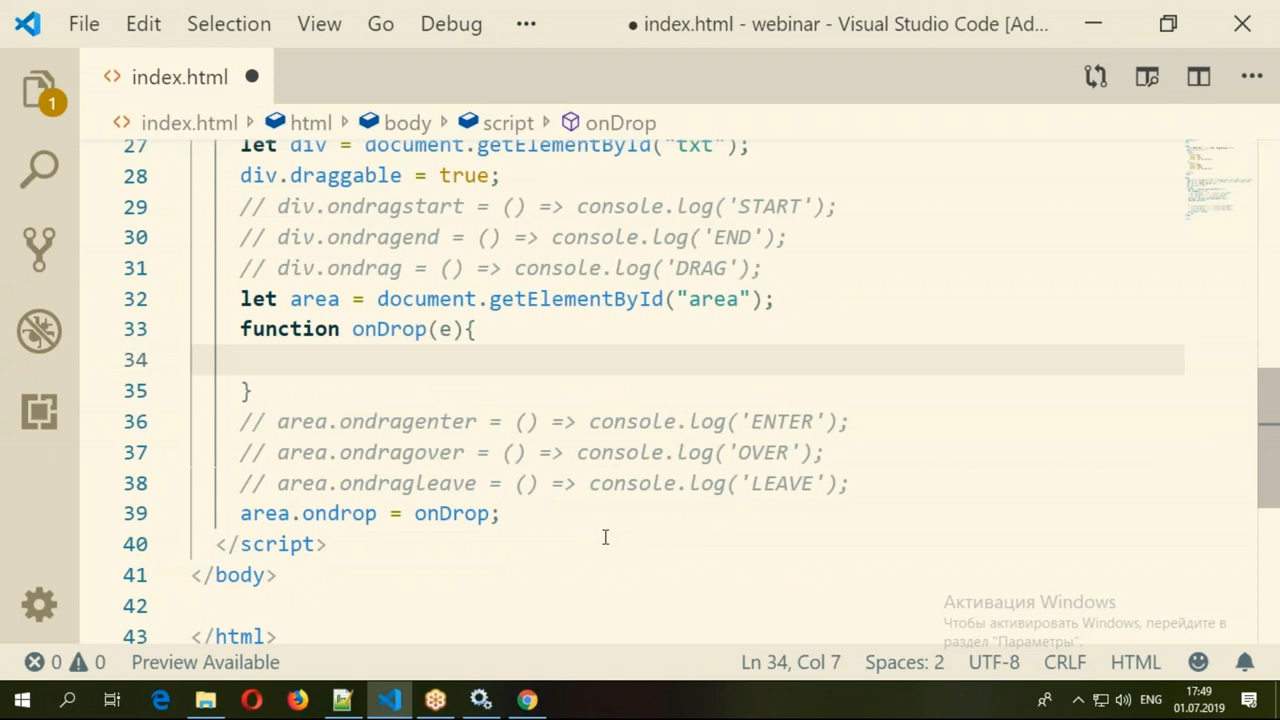 File Edit Selection View Go Debug ••• ● index.html - webinar - Visual Studio Code [Ad...
1
<> index.html ●
<> index.html html body script onDrop
27 let div = document.getElementById("txt");
28 div.draggable = true;
29 // div.ondragstart = () => console.log('START');
30 // div.ondragend = () => console.log('END');
31 // div.ondrag = () => console.log('DRAG');
32 let area = document.getElementById("area");
33 function onDrop(e){
34
35 }
36 // area.ondragenter = () => console.log('ENTER');
37 // area.ondragover = () => console.log('OVER');
38 // area.ondragleave = () => console.log('LEAVE');
39 area.ondrop = onDrop;
40 </script>
41 </body>
42
43 </html>
Активация Windows
Чтобы активировать Windows, перейдите в
раздел "Параметры".
0 0 Preview Available Ln 34, Col 7 Spaces: 2 UTF-8 CRLF HTML
ENG 17:49
01.07.2019